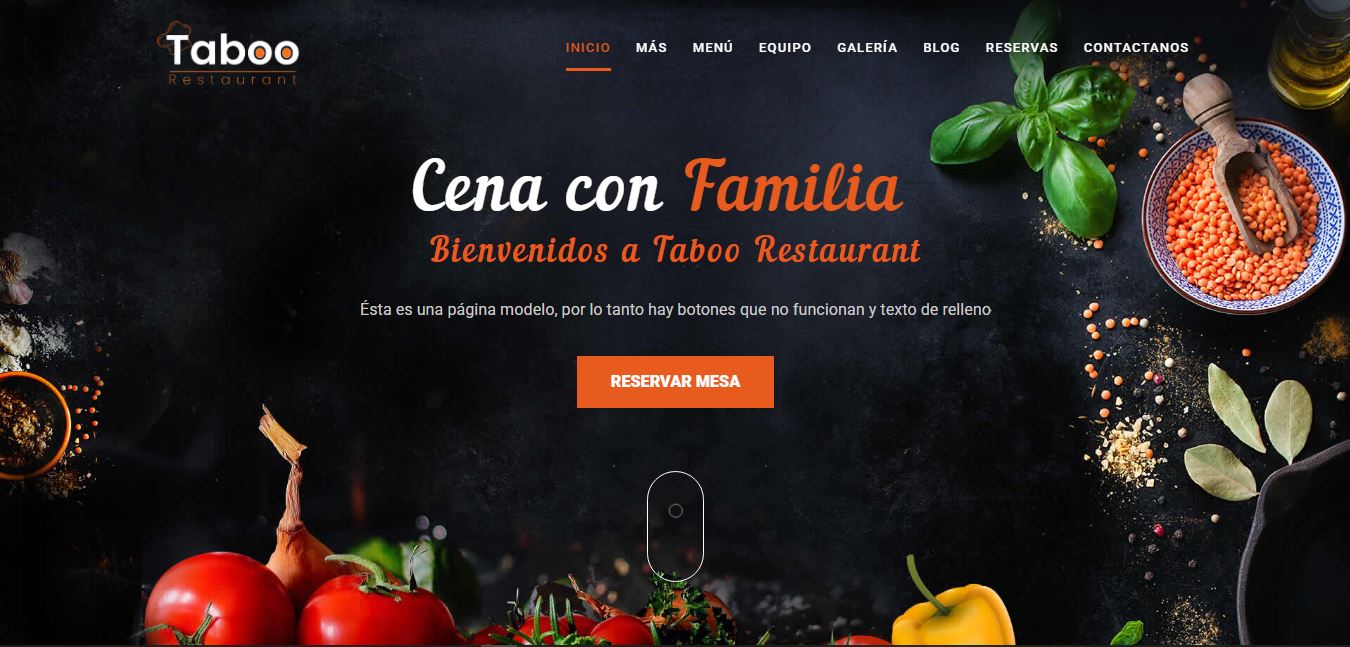 Taboo
Restaurant
INICIO MÁS MENÚ EQUIPO GALERÍA BLOG RESERVAS CONTACTANOS
Cena con Familia
Bienvenidos a Taboo Restaurant
Ésta es una página modelo, por lo tanto hay botones que no funcionan y texto de relleno
RESERVAR MESA